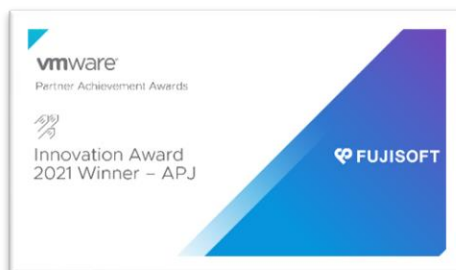 vmware
Partner Achievement Awards
Innovation Award
2021 Winner – APJ
FUJISOFT